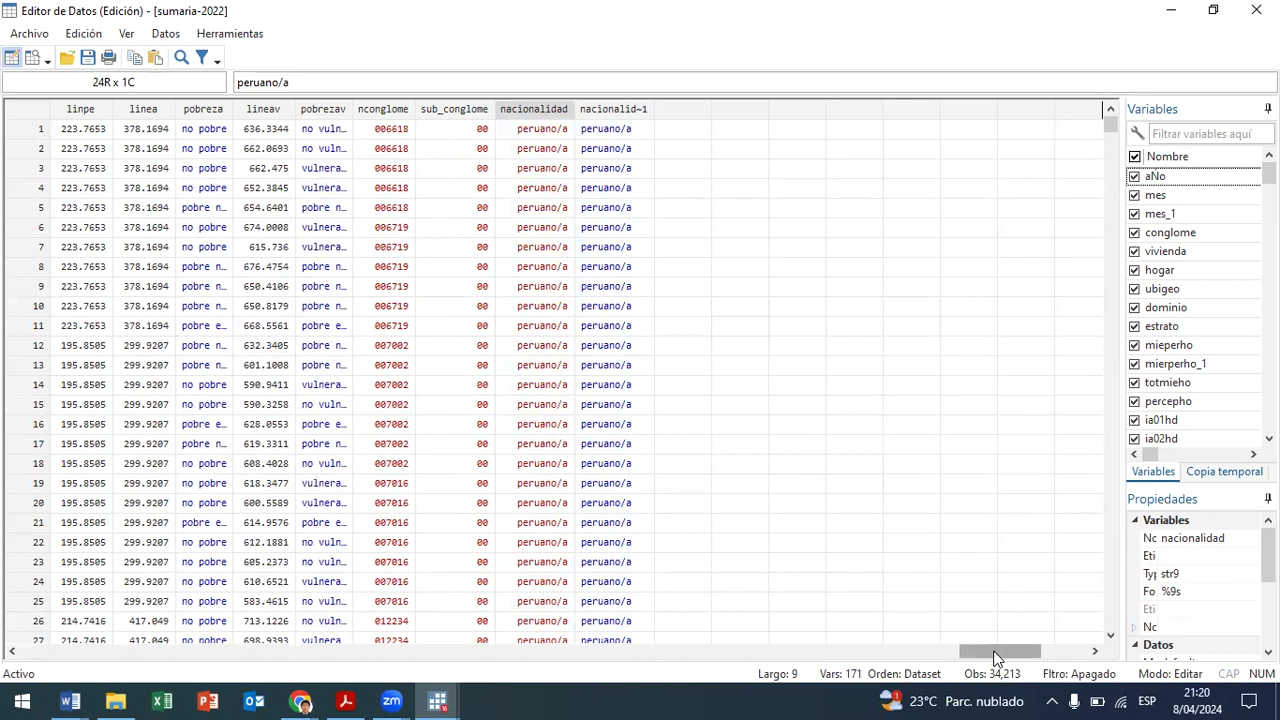 Editor de Datos (Edición) - [sumaria-2022]
Archivo Edición Ver Datos Herramientas
24R x 1C peruano/a
linpe linea pobreza lineav pobrezav nconglome sub_conglome nacionalidad nacionalid~1
1 223.7653 378.1694 no pobre 636.3344 no vuln… 006618 00 peruano/a peruano/a
2 223.7653 378.1694 no pobre 662.0693 no vuln… 006618 00 peruano/a peruano/a
3 223.7653 378.1694 no pobre 662.475 vulnera… 006618 00 peruano/a peruano/a
4 223.7653 378.1694 no pobre 652.3845 vulnera… 006618 00 peruano/a peruano/a
5 223.7653 378.1694 pobre n… 654.6401 pobre n… 006618 00 peruano/a peruano/a
6 223.7653 378.1694 no pobre 674.0008 vulnera… 006719 00 peruano/a peruano/a
7 223.7653 378.1694 no pobre 615.736 vulnera… 006719 00 peruano/a peruano/a
8 223.7653 378.1694 pobre n… 676.4754 pobre n… 006719 00 peruano/a peruano/a
9 223.7653 378.1694 pobre n… 650.4106 pobre n… 006719 00 peruano/a peruano/a
10 223.7653 378.1694 pobre n… 650.8179 pobre n… 006719 00 peruano/a peruano/a
11 223.7653 378.1694 pobre e… 668.5561 pobre e… 006719 00 peruano/a peruano/a
12 195.8505 299.9207 pobre n… 632.3405 pobre n… 007002 00 peruano/a peruano/a
13 195.8505 299.9207 pobre n… 601.1008 pobre n… 007002 00 peruano/a peruano/a
14 195.8505 299.9207 no pobre 590.9411 vulnera… 007002 00 peruano/a peruano/a
15 195.8505 299.9207 no pobre 590.3258 no vuln… 007002 00 peruano/a peruano/a
16 195.8505 299.9207 pobre e… 628.0553 pobre e… 007002 00 peruano/a peruano/a
17 195.8505 299.9207 pobre n… 619.3311 pobre n… 007002 00 peruano/a peruano/a
18 195.8505 299.9207 no pobre 608.4028 no vuln… 007002 00 peruano/a peruano/a
19 195.8505 299.9207 no pobre 618.3477 vulnera… 007016 00 peruano/a peruano/a
20 195.8505 299.9207 no pobre 600.5589 vulnera… 007016 00 peruano/a peruano/a
21 195.8505 299.9207 pobre e… 614.9576 pobre e… 007016 00 peruano/a peruano/a
22 195.8505 299.9207 no pobre 612.1881 no vuln… 007016 00 peruano/a peruano/a
23 195.8505 299.9207 no pobre 605.2373 no vuln… 007016 00 peruano/a peruano/a
24 195.8505 299.9207 no pobre 610.6521 vulnera… 007016 00 peruano/a peruano/a
25 195.8505 299.9207 no pobre 583.4615 no vuln… 007016 00 peruano/a peruano/a
26 214.7416 417.049 no pobre 713.1226 no vuln… 012234 00 peruano/a peruano/a
27 214.7416 417.049 no pobre 698.9393 vulnera 012234 00 peruano/a peruano/a
Variables
Filtrar variables aquí
Nombre
aNo
mes
mes_1
conglome
vivienda
hogar
ubigeo
dominio
estrato
mieperho
mierperho_1
totmieho
percepho
ia01hd
ia02hd
Variables Copia temporal
Propiedades
Variables
Nc nacionalidad
Eti
Typ str9
Fo %9s
Eti
Nc
Datos
Activo Largo: 9 Vars: 171 Orden: Dataset Obs: 34,213 Fltro: Apagado Modo: Editar CAP NUM
23°C Parc. nublado ESP 21:20
8/04/2024